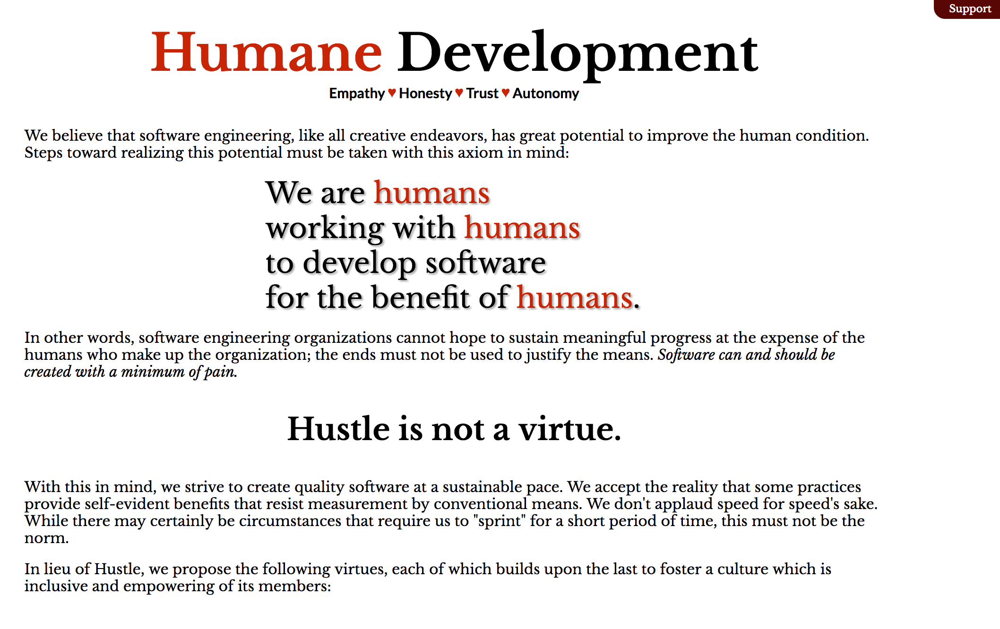 Support
Humane Development
Empathy ♥ Honesty ♥ Trust ♥ Autonomy
We believe that software engineering, like all creative endeavors, has great potential to improve the human condition.
Steps toward realizing this potential must be taken with this axiom in mind:
We are humans
working with humans
to develop software
for the benefit of humans.
In other words, software engineering organizations cannot hope to sustain meaningful progress at the expense of the
humans who make up the organization; the ends must not be used to justify the means. Software can and should be
created with a minimum of pain.
Hustle is not a virtue.
With this in mind, we strive to create quality software at a sustainable pace. We accept the reality that some practices
provide self-evident benefits that resist measurement by conventional means. We don't applaud speed for speed's sake.
While there may certainly be circumstances that require us to "sprint" for a short period of time, this must not be the
norm.
In lieu of Hustle, we propose the following virtues, each of which builds upon the last to foster a culture which is
inclusive and empowering of its members: